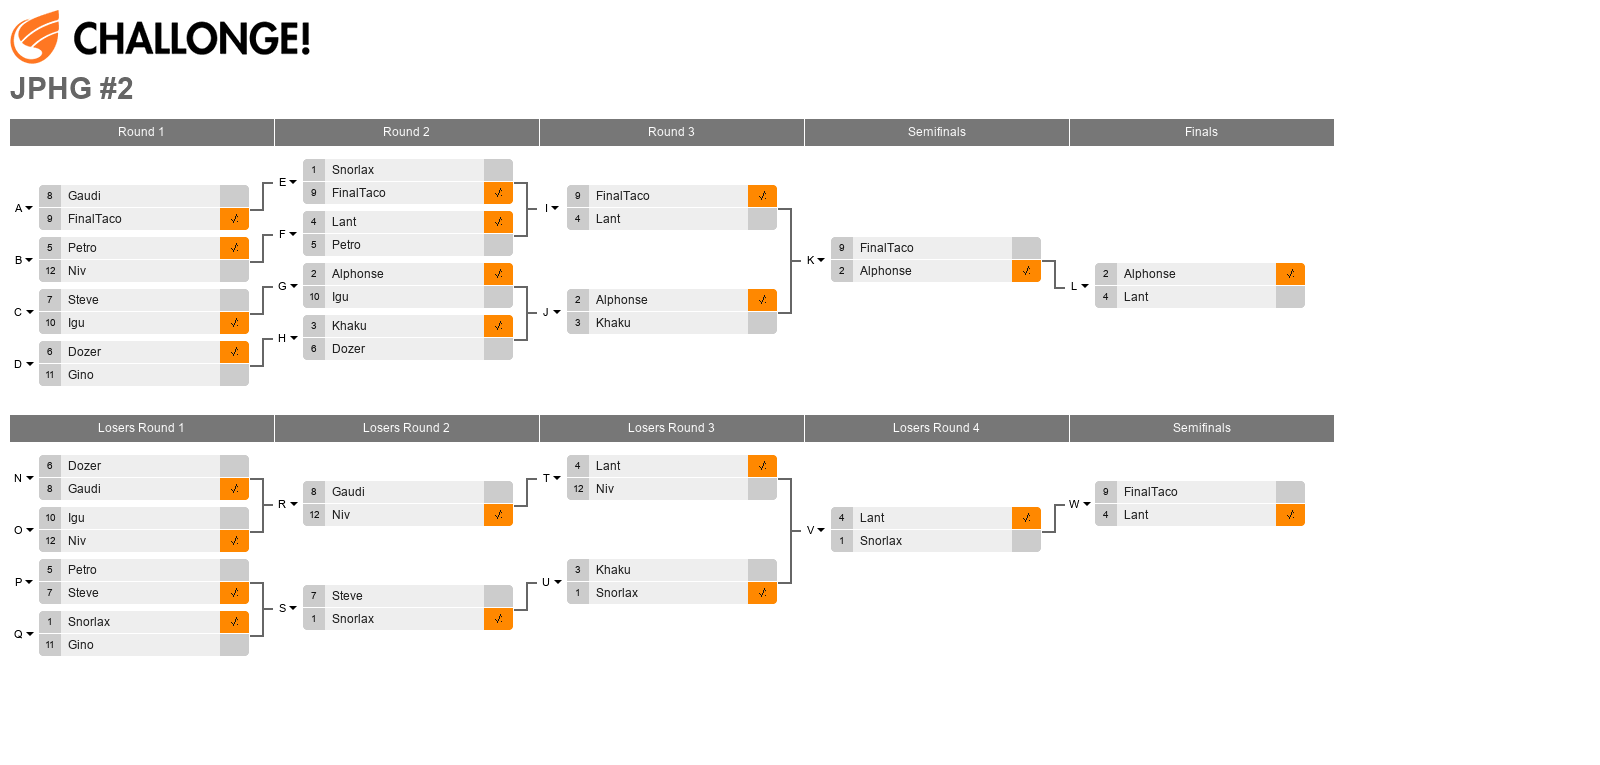 CHALLONGE!
JPHG #2
Round 1 Round 2 Round 3 Semifinals Finals
A
8 Gaudi
9 FinalTaco ✓
B
5 Petro ✓
12 Niv
C
7 Steve
10 Igu ✓
D
6 Dozer ✓
11 Gino
E
1 Snorlax
9 FinalTaco ✓
F
4 Lant ✓
5 Petro
G
2 Alphonse ✓
10 Igu
H
3 Khaku ✓
6 Dozer
I
9 FinalTaco ✓
4 Lant
J
2 Alphonse ✓
3 Khaku
K
9 FinalTaco
2 Alphonse ✓
L
2 Alphonse ✓
4 Lant
Losers Round 1 Losers Round 2 Losers Round 3 Losers Round 4 Semifinals
N
6 Dozer
8 Gaudi ✓
O
10 Igu
12 Niv ✓
P
5 Petro
7 Steve ✓
Q
1 Snorlax ✓
11 Gino
R
8 Gaudi
12 Niv ✓
S
7 Steve
1 Snorlax ✓
T
4 Lant ✓
12 Niv
U
3 Khaku
1 Snorlax ✓
V
4 Lant ✓
1 Snorlax
W
9 FinalTaco
4 Lant ✓